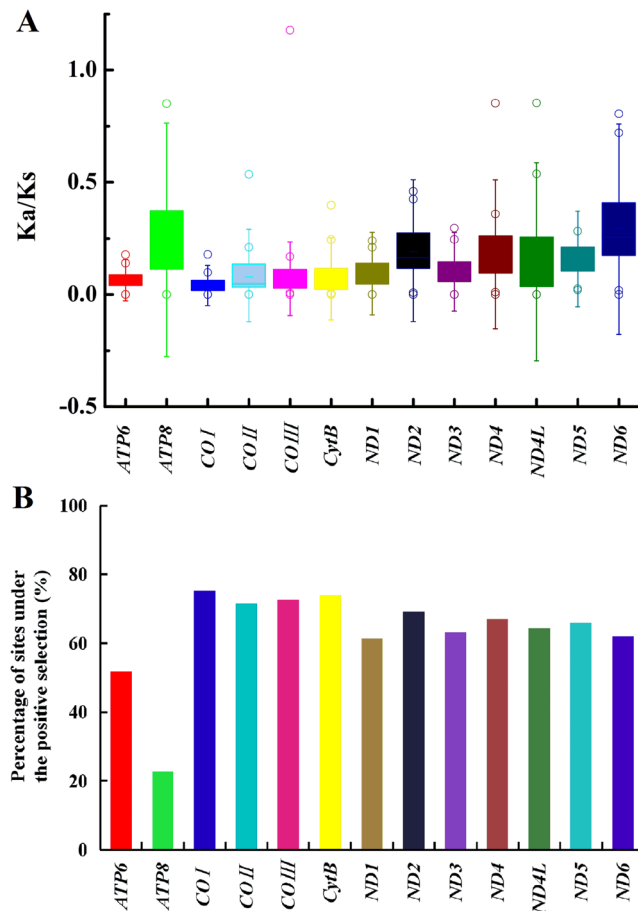 A
Ka/Ks
1.0
0.5
0.0
-0.5
ATP6
ATP8
COⅠ
COⅡ
COⅢ
CytB
ND1
ND2
ND3
ND4
ND4L
ND5
ND6
B
Percentage of sites under
the positive selection (%)
100
80
60
40
20
0
ATP6
ATP8
COⅠ
COⅡ
COⅢ
CytB
ND1
ND2
ND3
ND4
ND4L
ND5
ND6